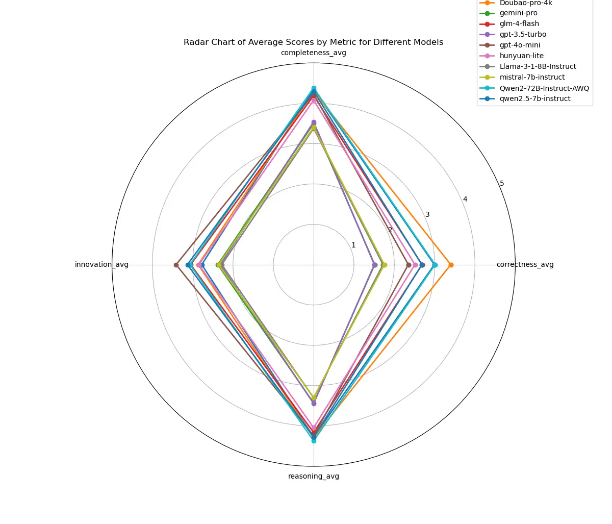 Doubao-pro-4k
gemini-pro
glm-4-flash
gpt-3.5-turbo
gpt-4o-mini
hunyuan-lite
Llama-3-1-8B-Instruct
mistral-7b-instruct
Qwen2-72B-Instruct-AWQ
qwen2.5-7b-instruct
Radar Chart of Average Scores by Metric for Different Models
completeness_avg
5
4
3
2
1
innovation_avg
correctness_avg
reasoning_avg